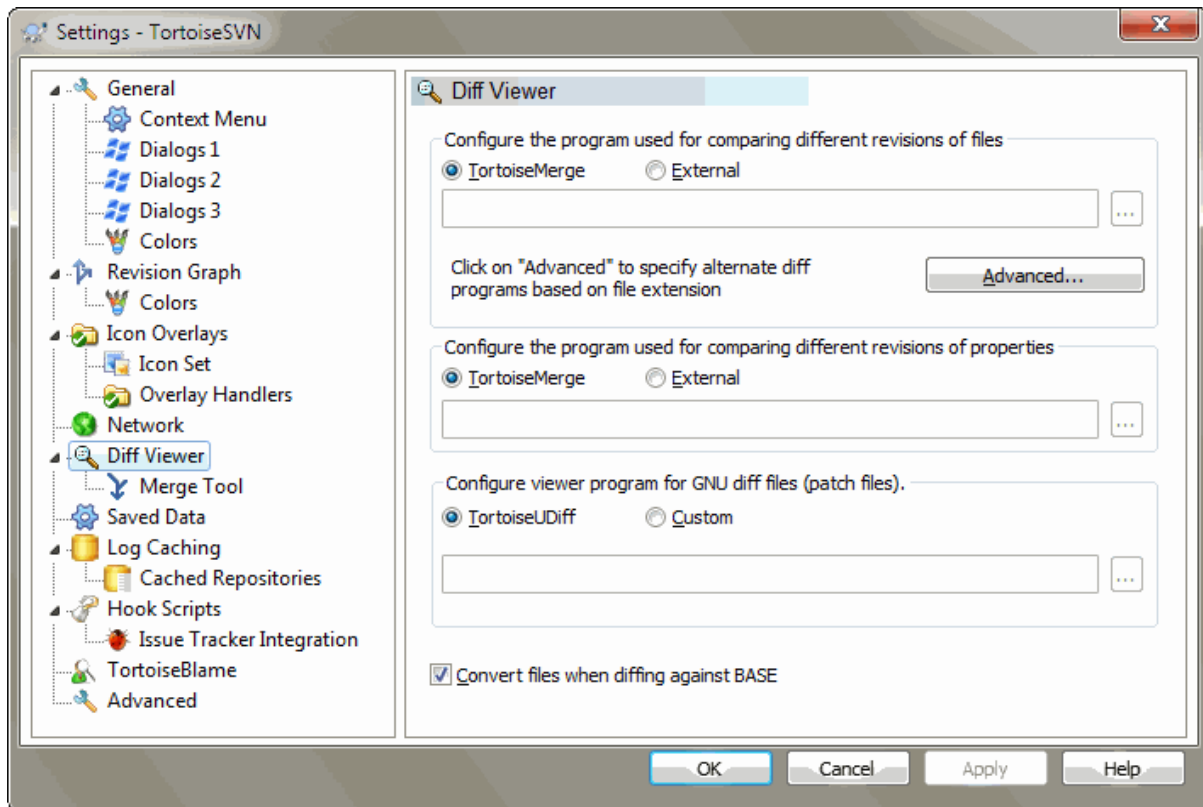 Settings - TortoiseSVN
General
Context Menu
Dialogs 1
Dialogs 2
Dialogs 3
Colors
Revision Graph
Colors
Icon Overlays
Icon Set
Overlay Handlers
Network
Diff Viewer
Merge Tool
Saved Data
Log Caching
Cached Repositories
Hook Scripts
Issue Tracker Integration
TortoiseBlame
Advanced
Diff Viewer
Configure the program used for comparing different revisions of files
TortoiseMerge External
...
Click on "Advanced" to specify alternate diff
programs based on file extension
Advanced...
Configure the program used for comparing different revisions of properties
TortoiseMerge External
...
Configure viewer program for GNU diff files (patch files).
TortoiseUDiff Custom
...
Convert files when diffing against BASE
OK Cancel Apply Help